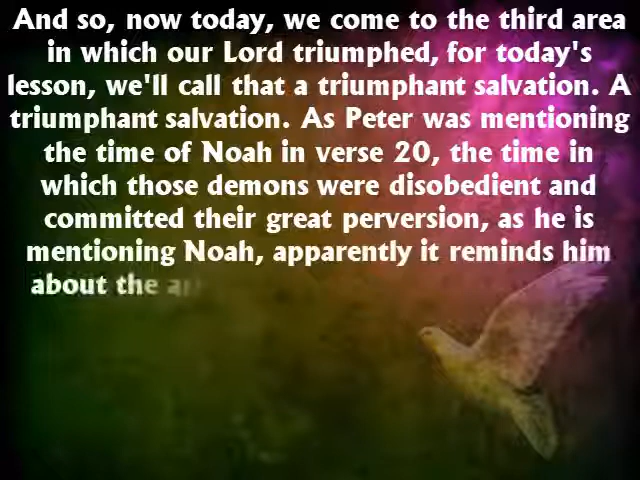 And so, now today, we come to the third area
in which our Lord triumphed, for today's
lesson, we'll call that a triumphant salvation. A
triumphant salvation. As Peter was mentioning
the time of Noah in verse 20, the time in
which those demons were disobedient and
committed their great perversion, as he is
mentioning Noah, apparently it reminds him
about the